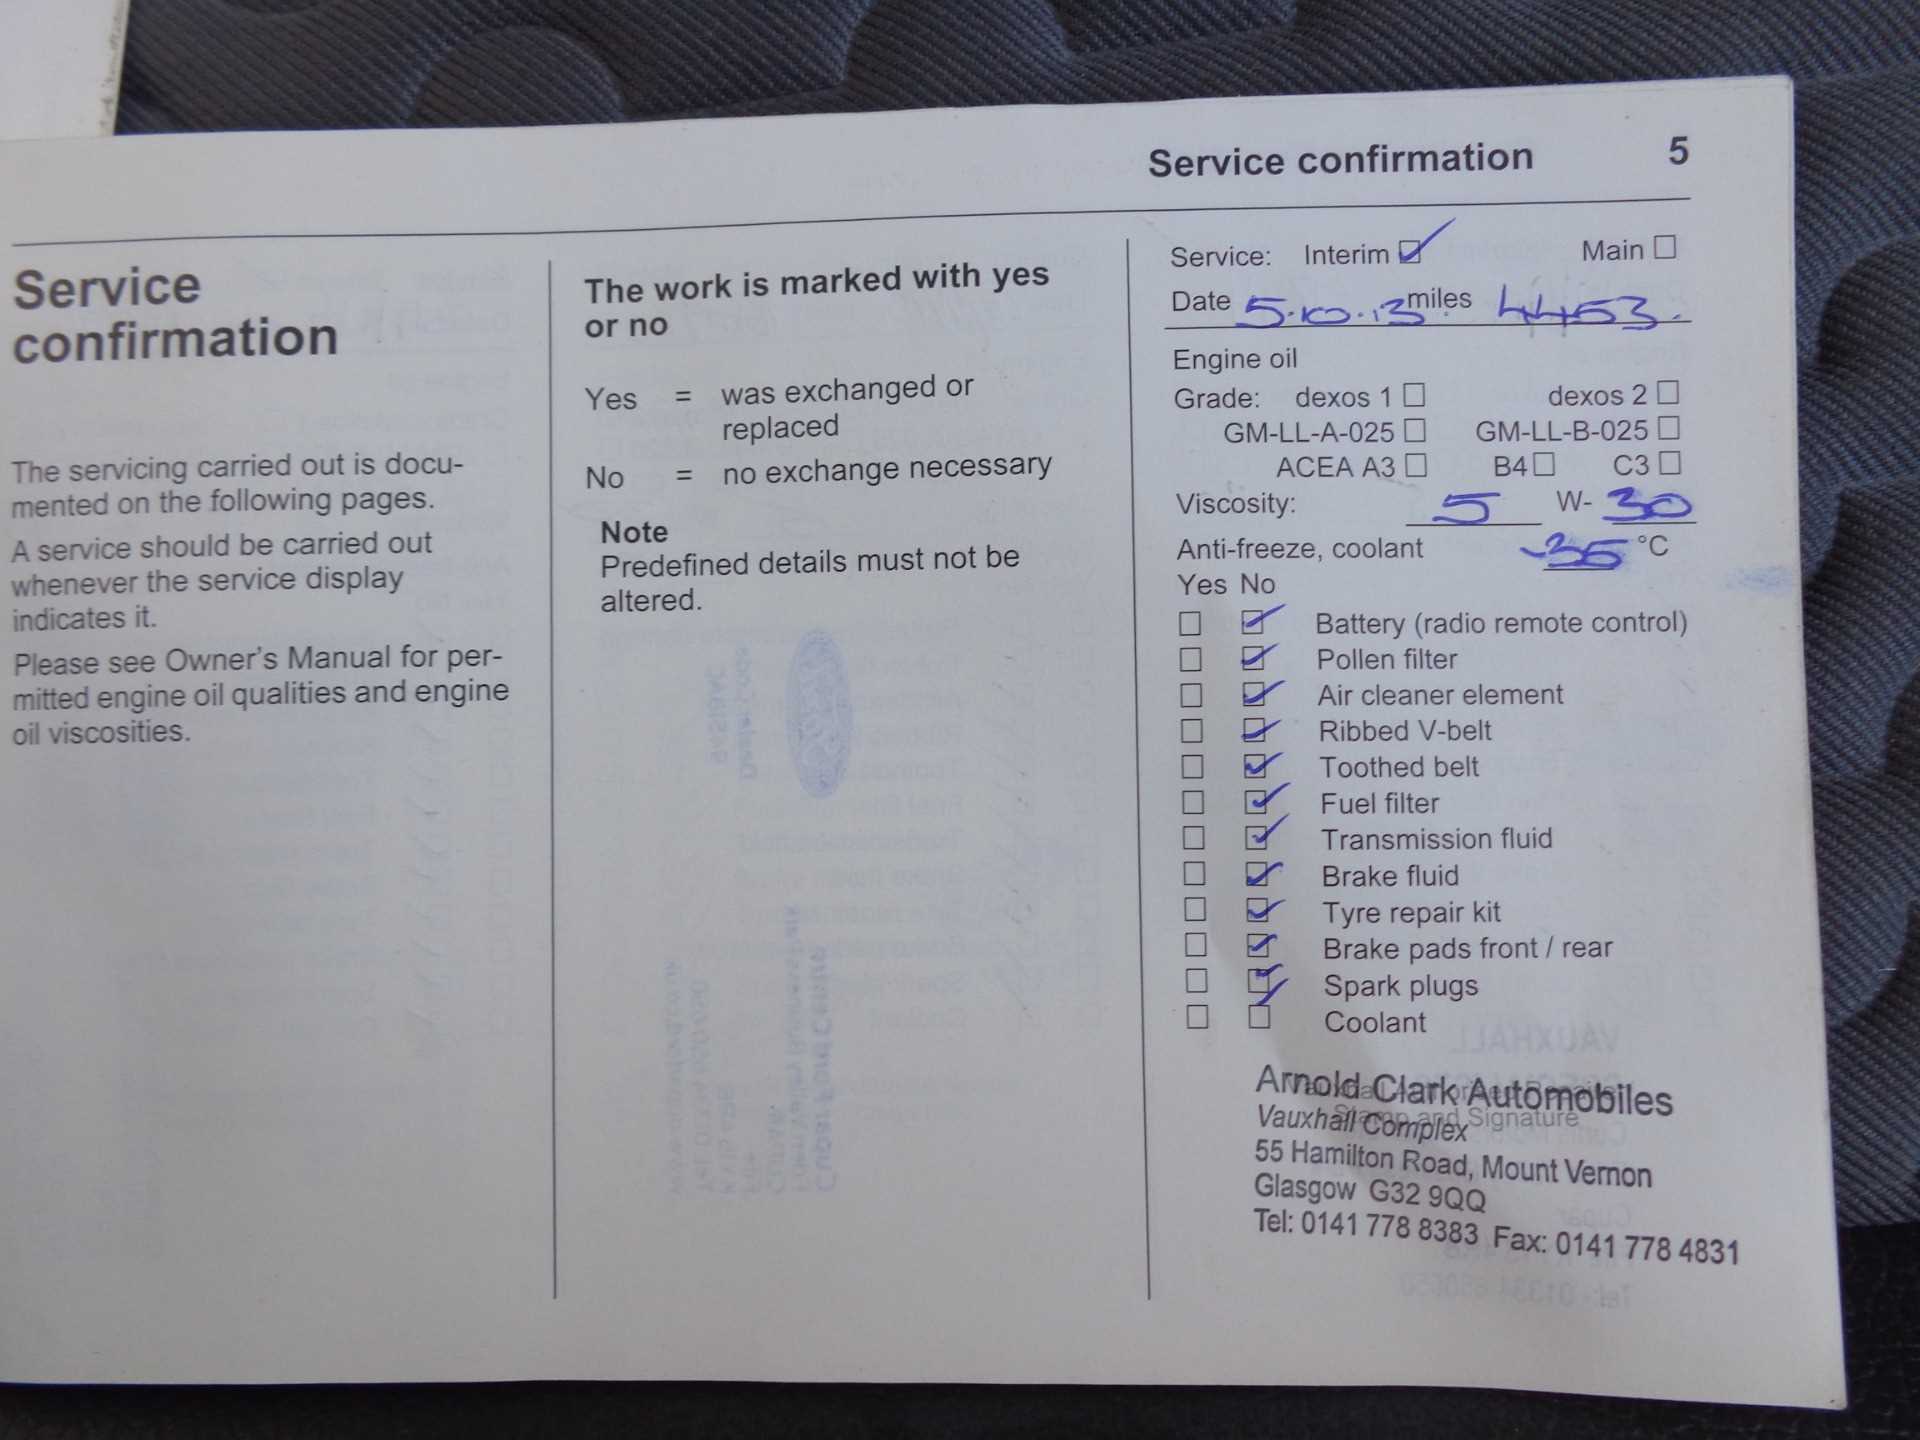 Service confirmation 5
Service
confirmation
The servicing carried out is docu-
mented on the following pages.
A service should be carried out
whenever the service display
indicates it.
Please see Owner's Manual for per-
mitted engine oil qualities and engine
oil viscosities.
The work is marked with yes
or no
Yes = was exchanged or
replaced
No = no exchange necessary
Note
Predefined details must not be
altered.
Service: Interim Main
Date 5.10.13 miles 4453.
Engine oil
Grade: dexos 1 dexos 2
GM-LL-A-025 GM-LL-B-025
ACEA A3 B4 C3
Viscosity: 5 W- 30
Anti-freeze, coolant -35 °C
Yes No
Battery (radio remote control)
Pollen filter
Air cleaner element
Ribbed V-belt
Toothed belt
Fuel filter
Transmission fluid
Brake fluid
Tyre repair kit
Brake pads front / rear
Spark plugs
Coolant
Arnold Clark Automobiles
Stamp and Signature
Vauxhall Complex
55 Hamilton Road, Mount Vernon
Glasgow G32 9QQ
Tel: 0141 778 8383 Fax: 0141 778 4831